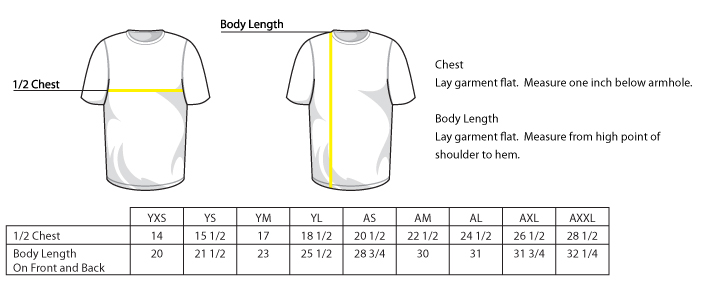 Body Length
1/2 Chest
Chest
Lay garment flat.  Measure one inch below armhole.
Body Length
Lay garment flat.  Measure from high point of
shoulder to hem.
YXS YS YM YL AS AM AL AXL AXXL
1/2 Chest 14 15 1/2 17 18 1/2 20 1/2 22 1/2 24 1/2 26 1/2 28 1/2
Body Length 20 21 1/2 23 25 1/2 28 3/4 30 31 31 3/4 32 1/4
On Front and Back